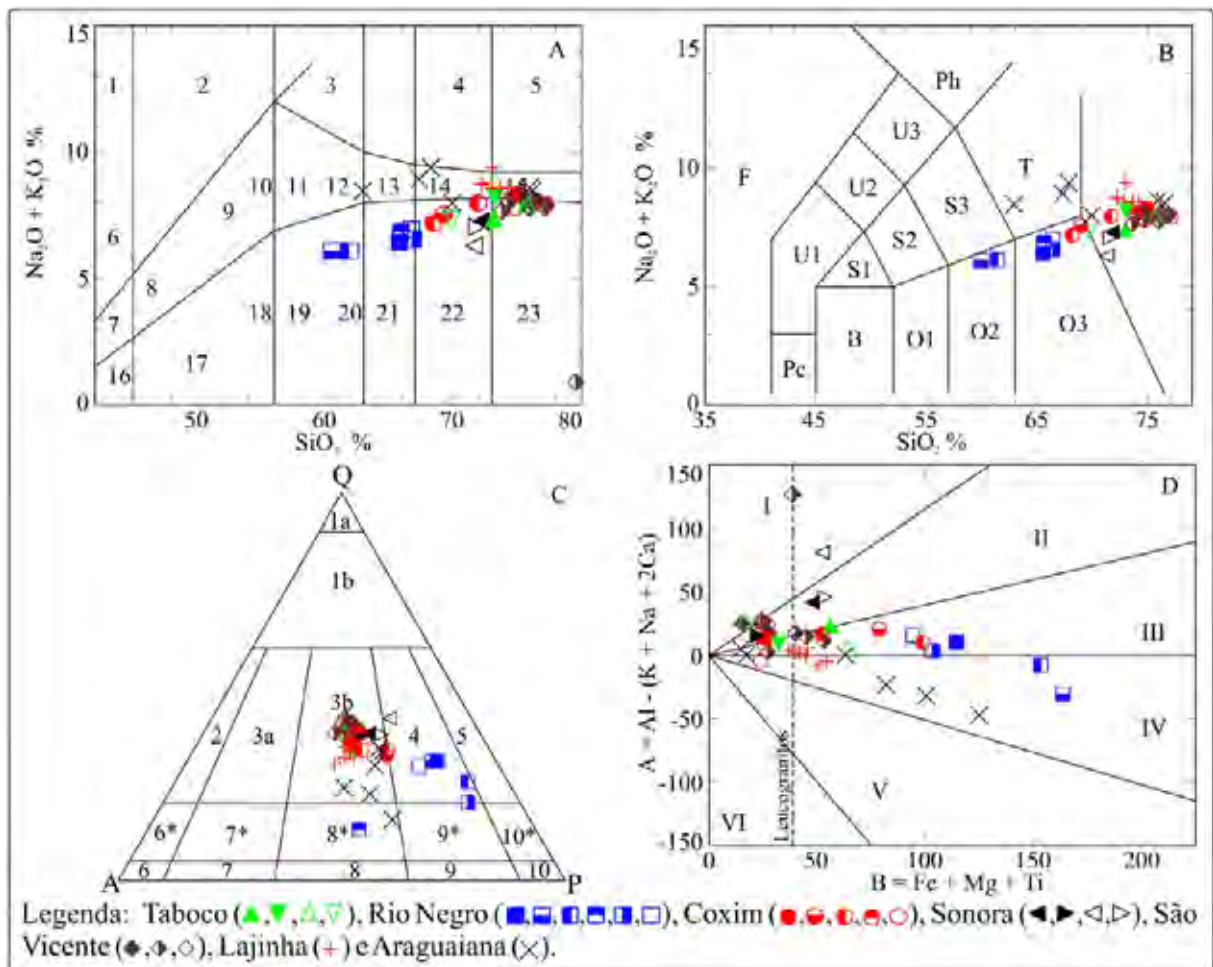 15
A
1
2
3
4
5
10
10
11
12
13
14
9
6
8
5
7
18
19
20
21
22
23
16
17
0
50
60
70
80
SiO₂ %
Na₂O + K₂O %
15
B
Ph
U3
T
10
F
U2
S3
U1
S2
S1
5
B
O1
O2
O3
Pc
0
35
45
55
65
75
SiO₂ %
Na₂O + K₂O %
Q
C
1a
1b
2
3a
3b
4
5
6*
7*
8*
9*
10*
6
7
8
9
10
A
P
150
D
I
II
100
50
III
0
IV
-50
V
-100
VI
-150
Leucogranitos
0
50
100
150
200
A = Al - (K + Na + 2Ca)
B = Fe + Mg + Ti
Legenda: Taboco (▲,▼,△,▽), Rio Negro (■,⬓,◧,⬒,◨,□), Coxim (●,◒,◐,◓,○), Sonora (◀,▶,◁,▷), São
Vicente (◆,⬗,◇), Lajinha (+) e Araguaiana (×).